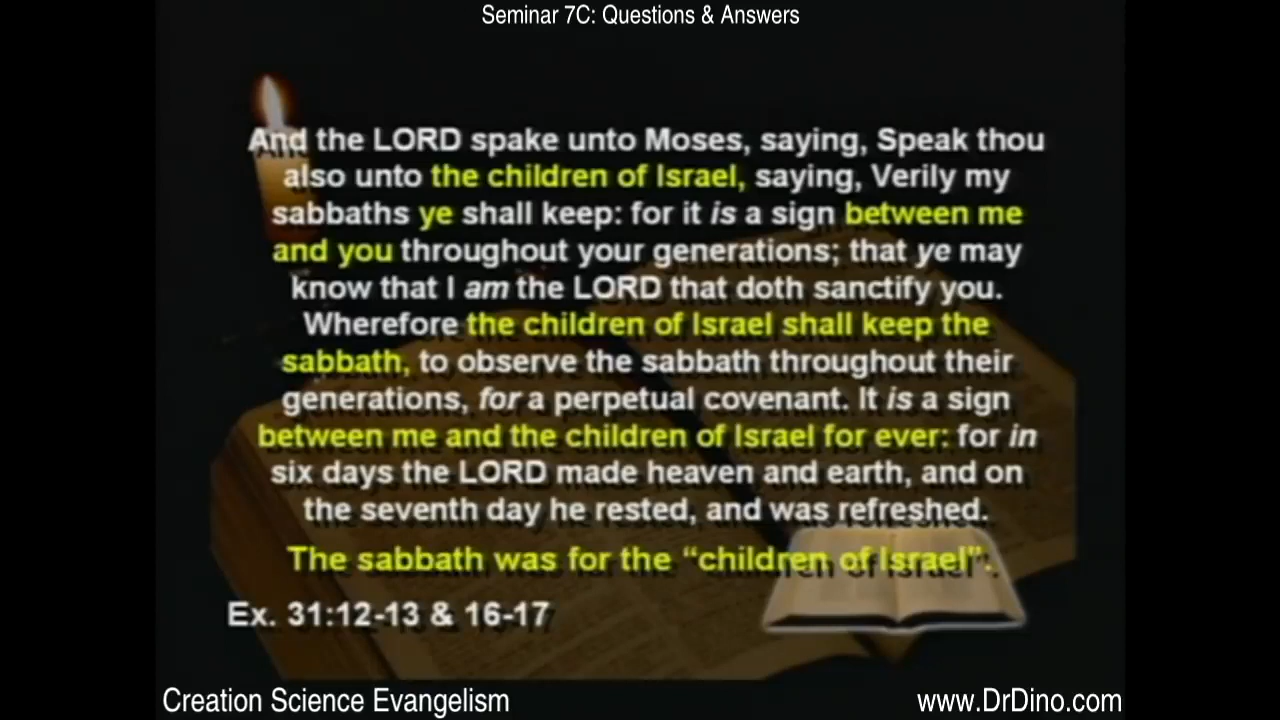 Seminar 7C: Questions & Answers
And the LORD spake unto Moses, saying, Speak thou
also unto the children of Israel, saying, Verily my
sabbaths ye shall keep: for it is a sign between me
and you throughout your generations; that ye may
know that I am the LORD that doth sanctify you.
Wherefore the children of Israel shall keep the
sabbath, to observe the sabbath throughout their
generations, for a perpetual covenant. It is a sign
between me and the children of Israel for ever: for in
six days the LORD made heaven and earth, and on
the seventh day he rested, and was refreshed.
The sabbath was for the “children of Israel”.
Ex. 31:12-13 & 16-17
Creation Science Evangelism
www.DrDino.com